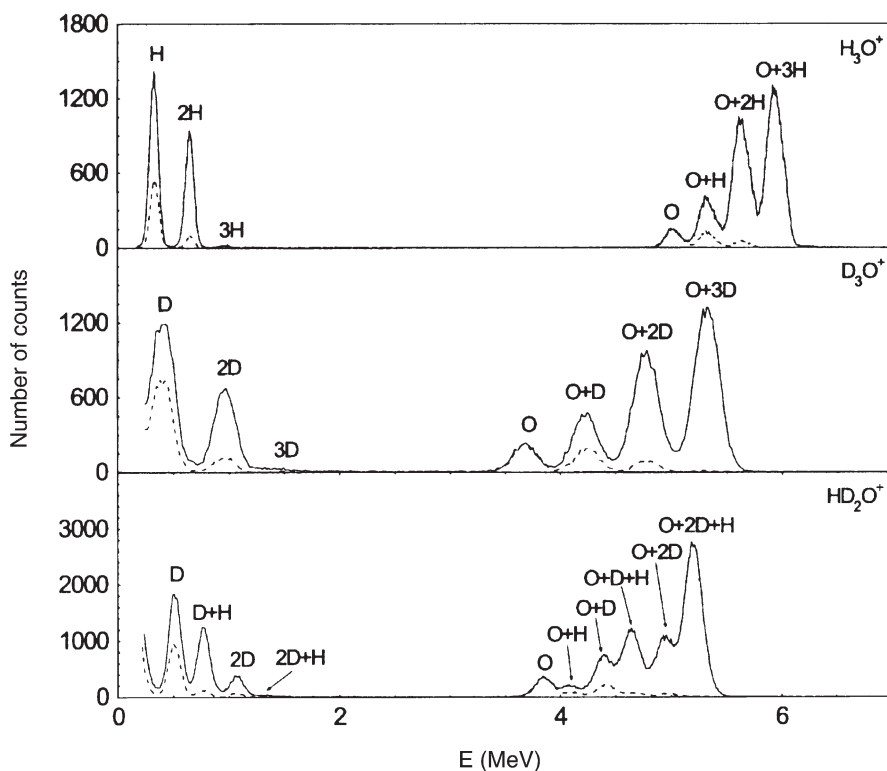 1800
1200
600
0
H
2H
3H
O
O+H
O+2H
O+3H
H₃O⁺
1200
600
0
D
2D
3D
O
O+D
O+2D
O+3D
D₃O⁺
3000
2000
1000
0
D
D+H
2D
2D+H
O
O+H
O+D
O+D+H
O+2D
O+2D+H
HD₂O⁺
0 2 4 6
E (MeV)
Number of counts